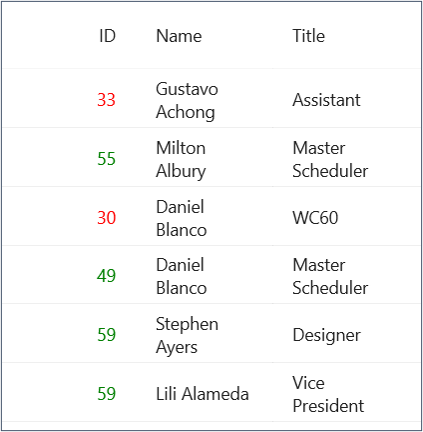 ID Name Title
33 Gustavo Achong Assistant
55 Milton Albury Master Scheduler
30 Daniel Blanco WC60
49 Daniel Blanco Master Scheduler
59 Stephen Ayers Designer
59 Lili Alameda Vice President